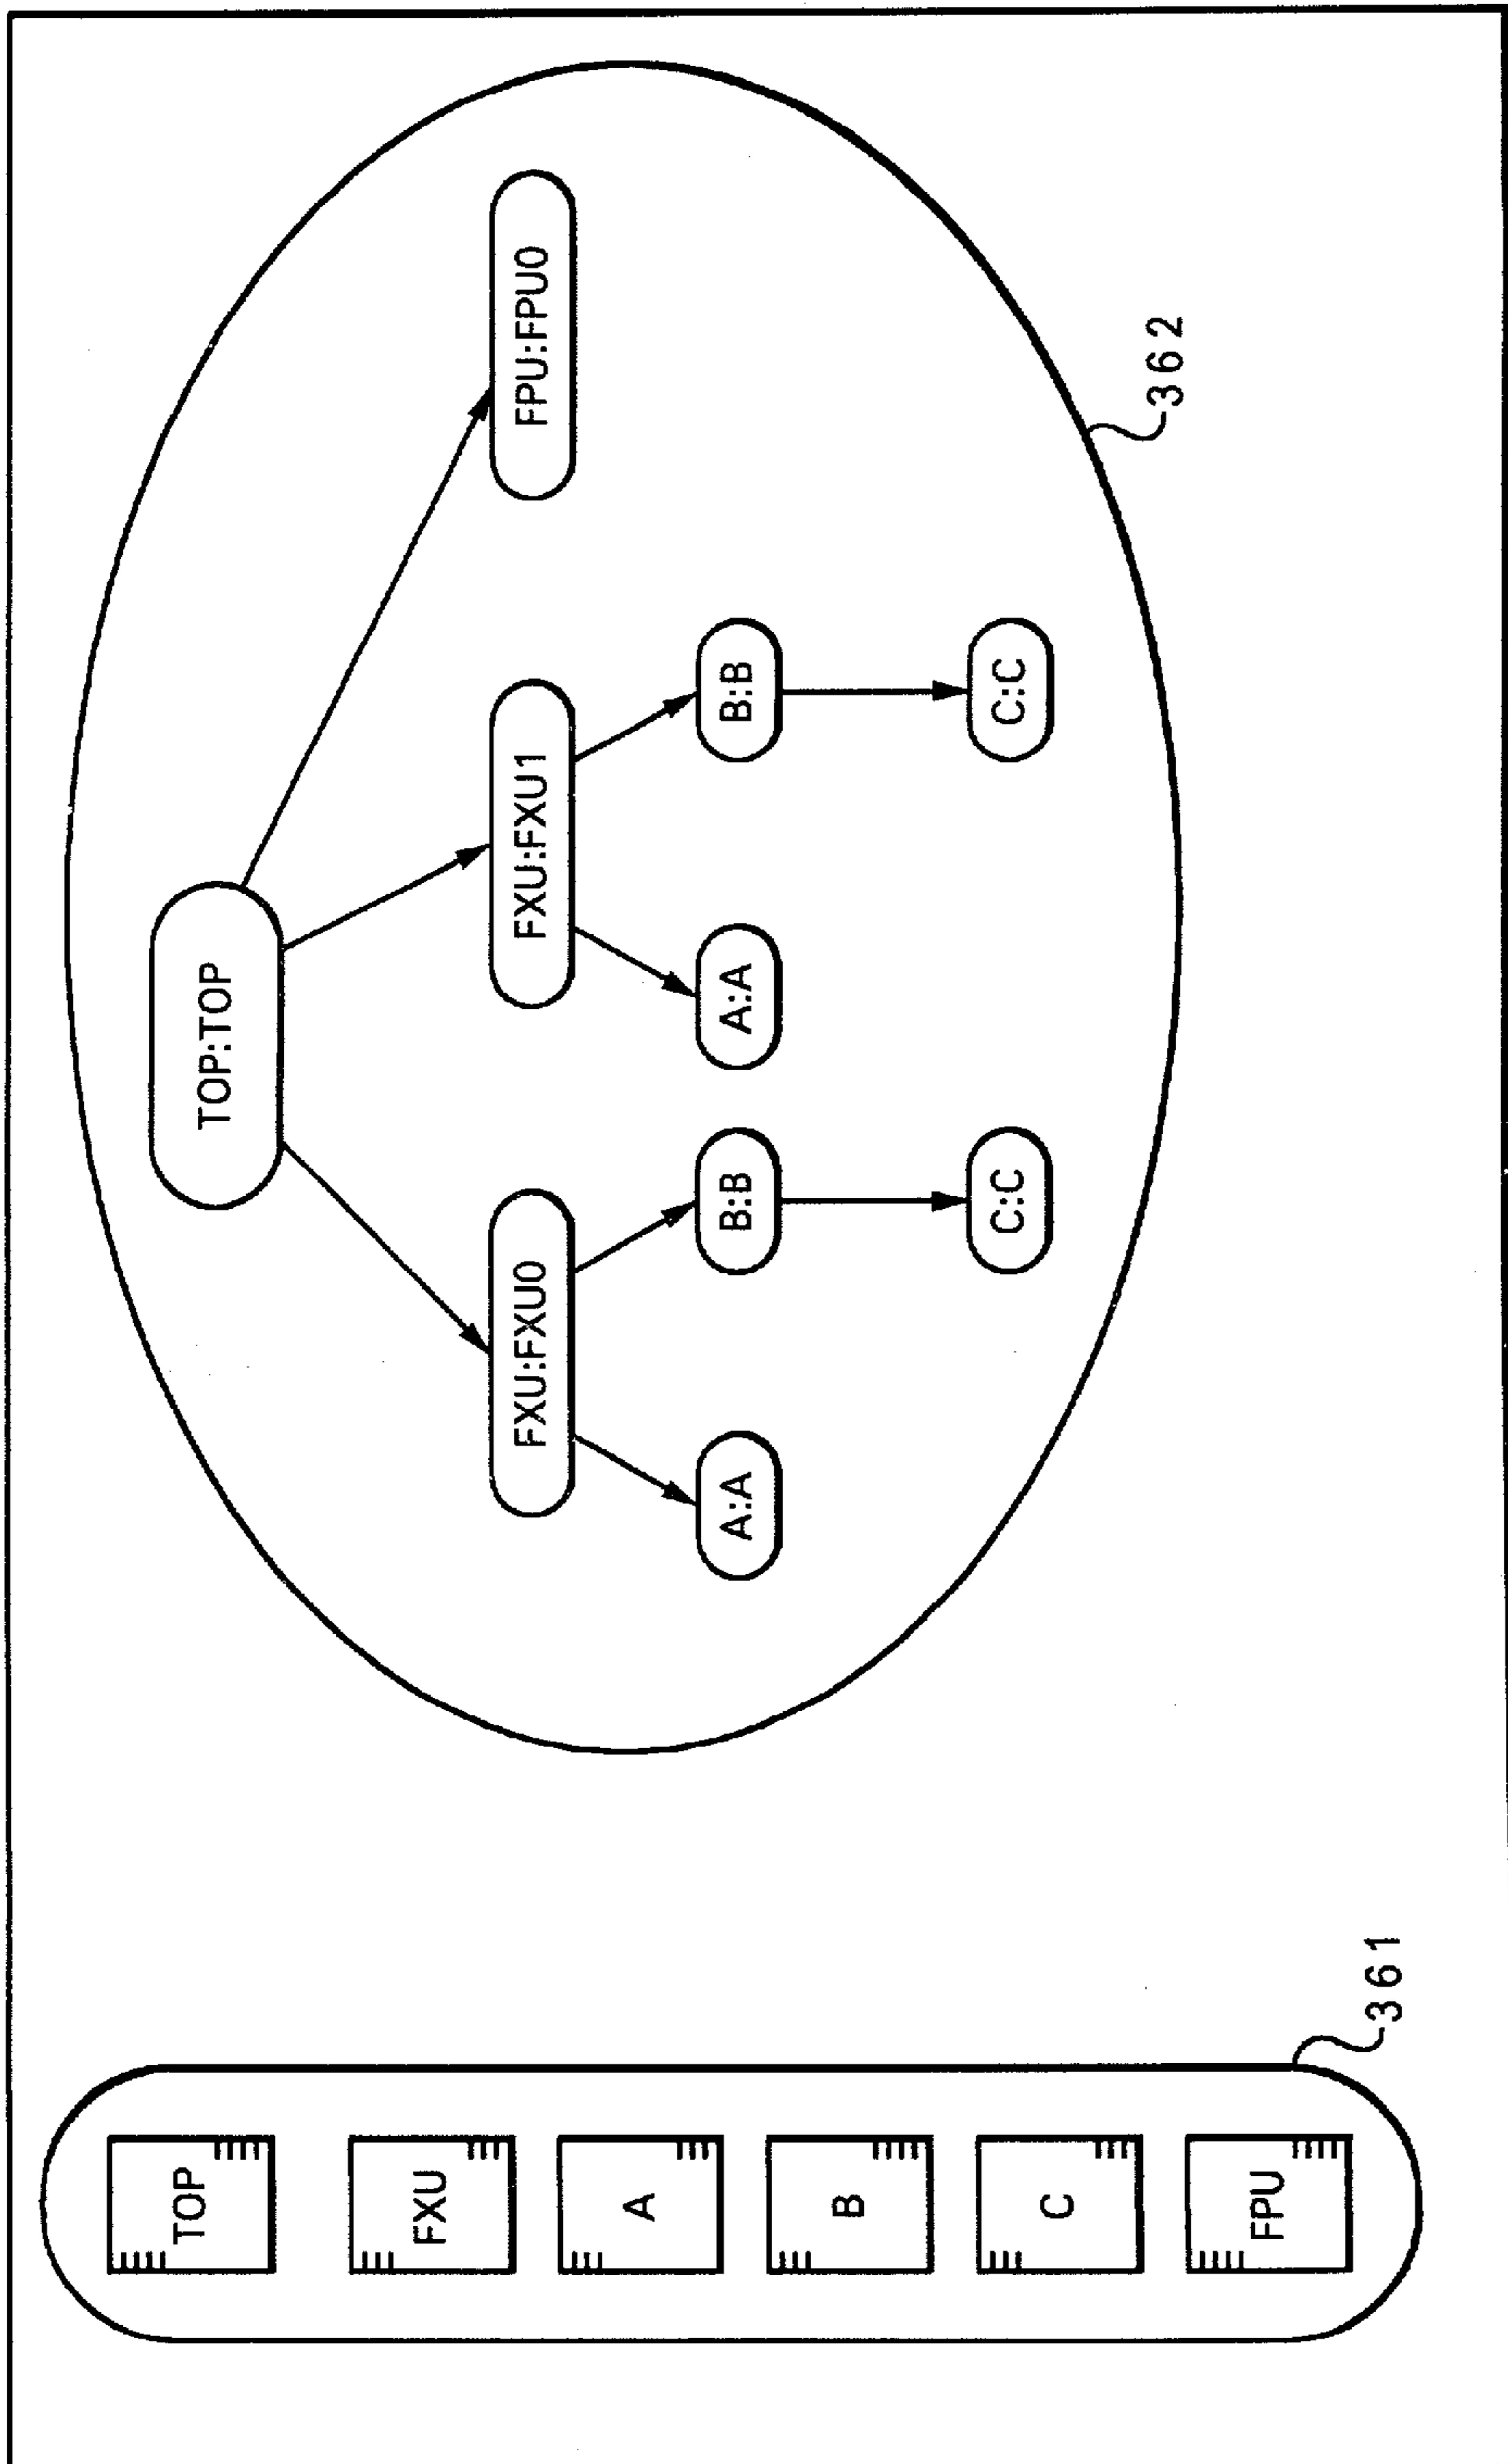 TOP
FXU
A
B
C
FPU
361
TOP:TOP
FXU:FXU0
FXU:FXU1
FPU:FPU0
A:A
B:B
A:A
B:B
C:C
C:C
362